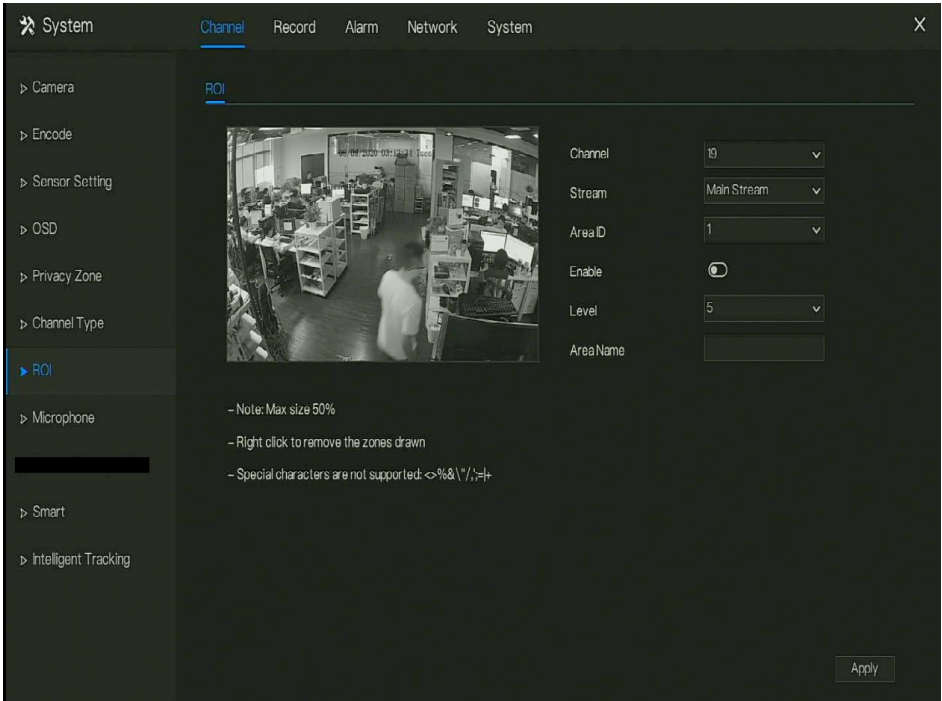 System
Channel Record Alarm Network System X
Camera
Encode
Sensor Setting
OSD
Privacy Zone
Channel Type
ROI
Microphone
Smart
Intelligent Tracking
ROI
Channel 19
Stream Main Stream
Area ID 1
Enable
Level 5
Area Name
– Note: Max size 50%
– Right click to remove the zones drawn
– Special characters are not supported: <>%&\"/,';=|+
Apply